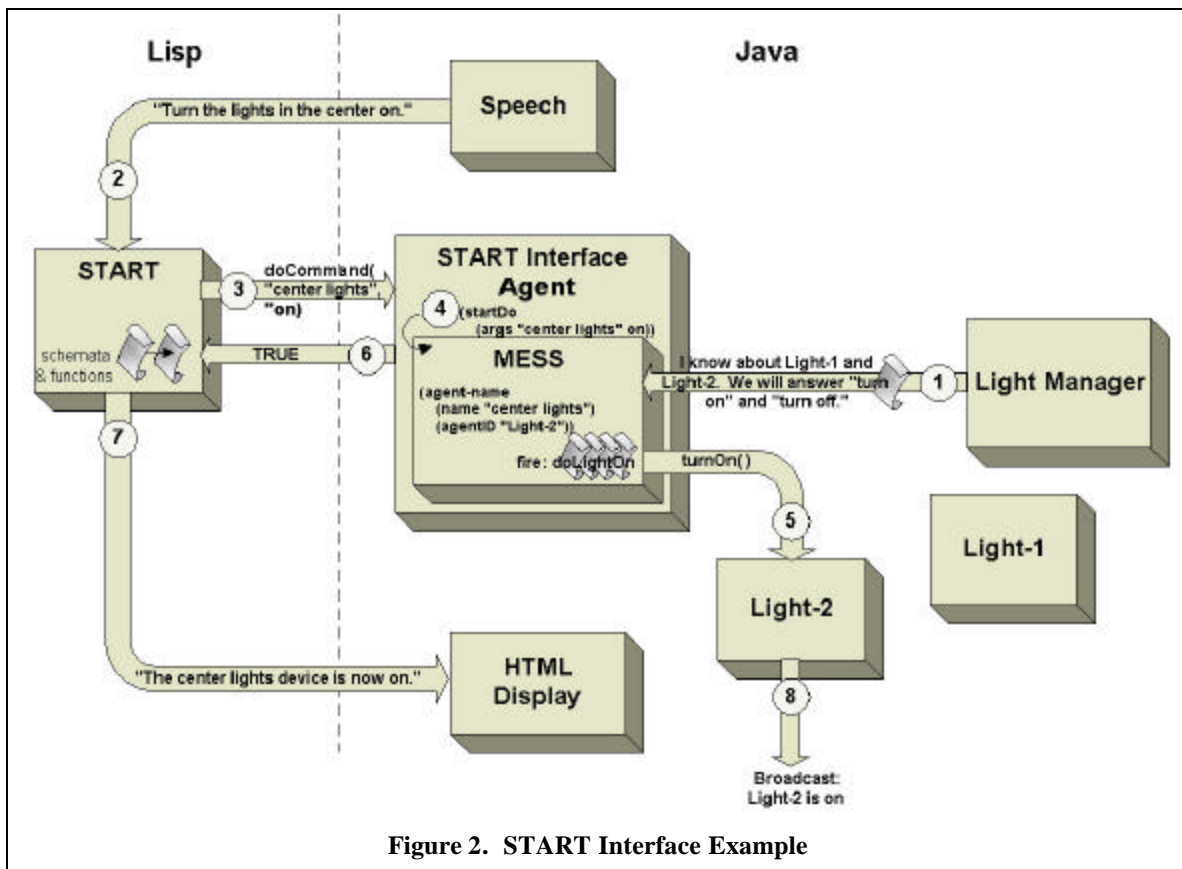 Lisp
Java
Speech
"Turn the lights in the center on."
2
START
schemata
& functions
3
doCommand(
"center lights",
"on)
START Interface
Agent
4
(startDo
(args "center lights" on))
TRUE
6
MESS
(agent-name
(name "center lights")
(agentID "Light-2"))
fire: doLightOn
I know about Light-1 and
Light-2. We will answer "turn
on" and "turn off."
1
Light Manager
turnOn()
5
Light-1
Light-2
7
"The center lights device is now on."
HTML
Display
8
Broadcast:
Light-2 is on
Figure 2. START Interface Example